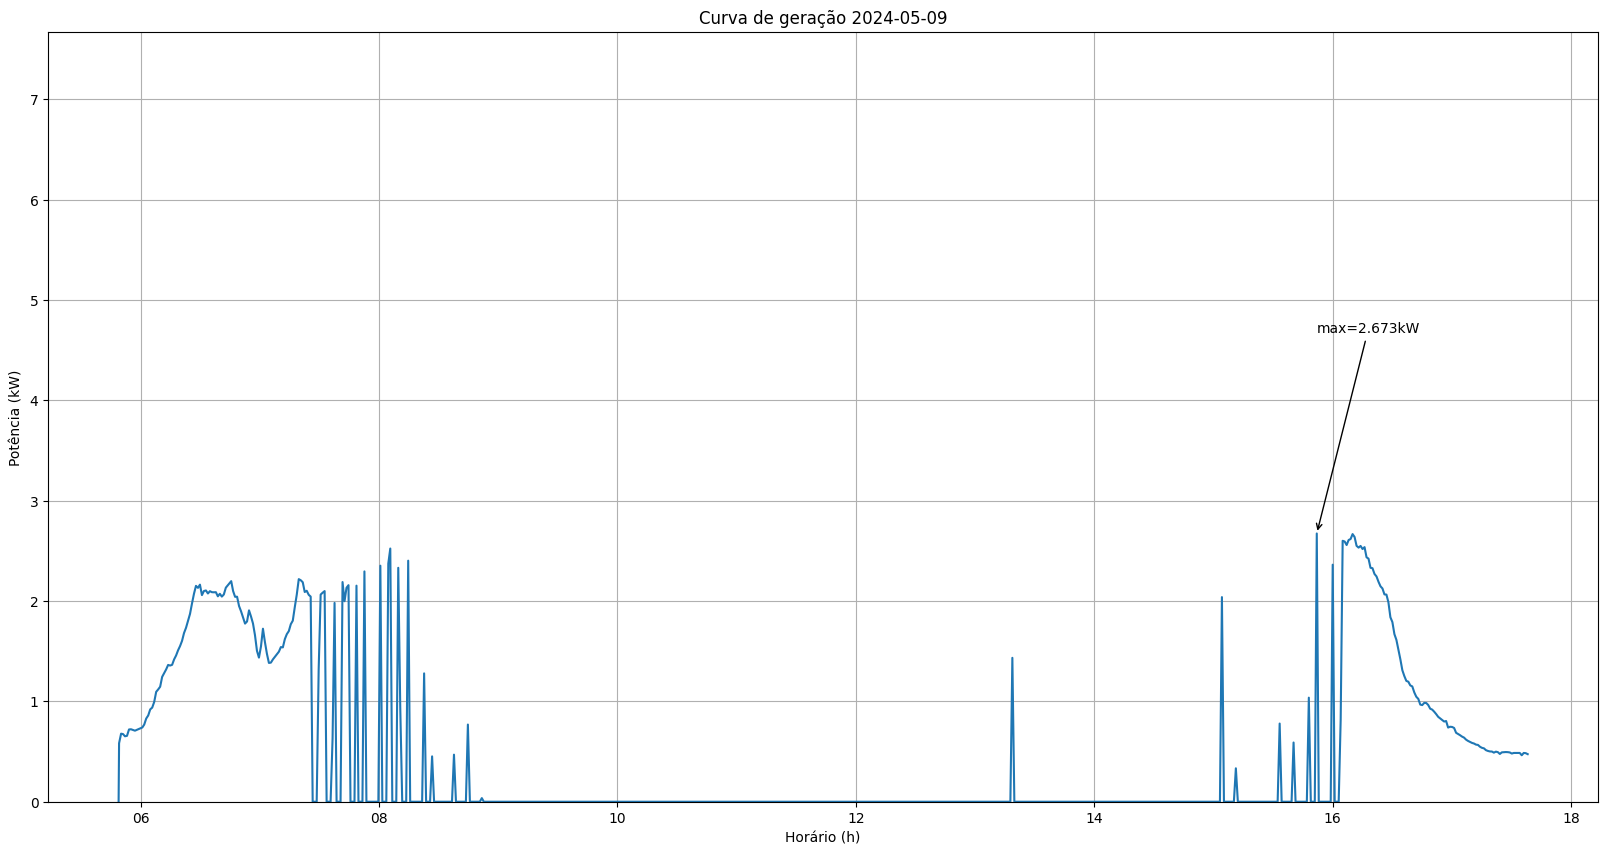 Curva de geração 2024-05-09
7
6
5
max=2.673kW
4
Potência (kW)
3
2
1
0
06 08 10 12 14 16 18
Horário (h)